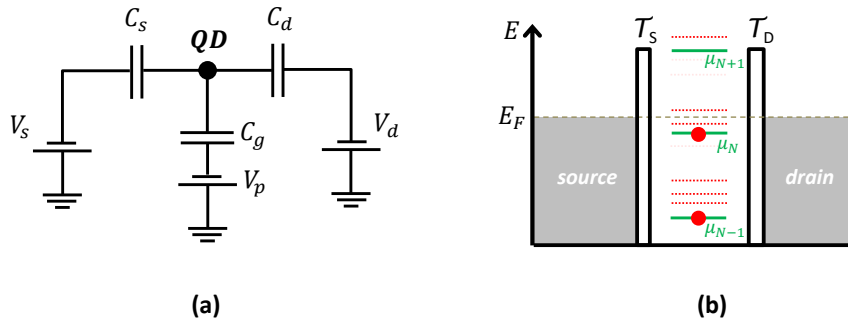 C_s
QD
C_d
V_s
C_g
V_d
V_p
(a)
E
T_S
T_D
μ_{N+1}
E_F
μ_N
source
drain
μ_{N−1}
(b)